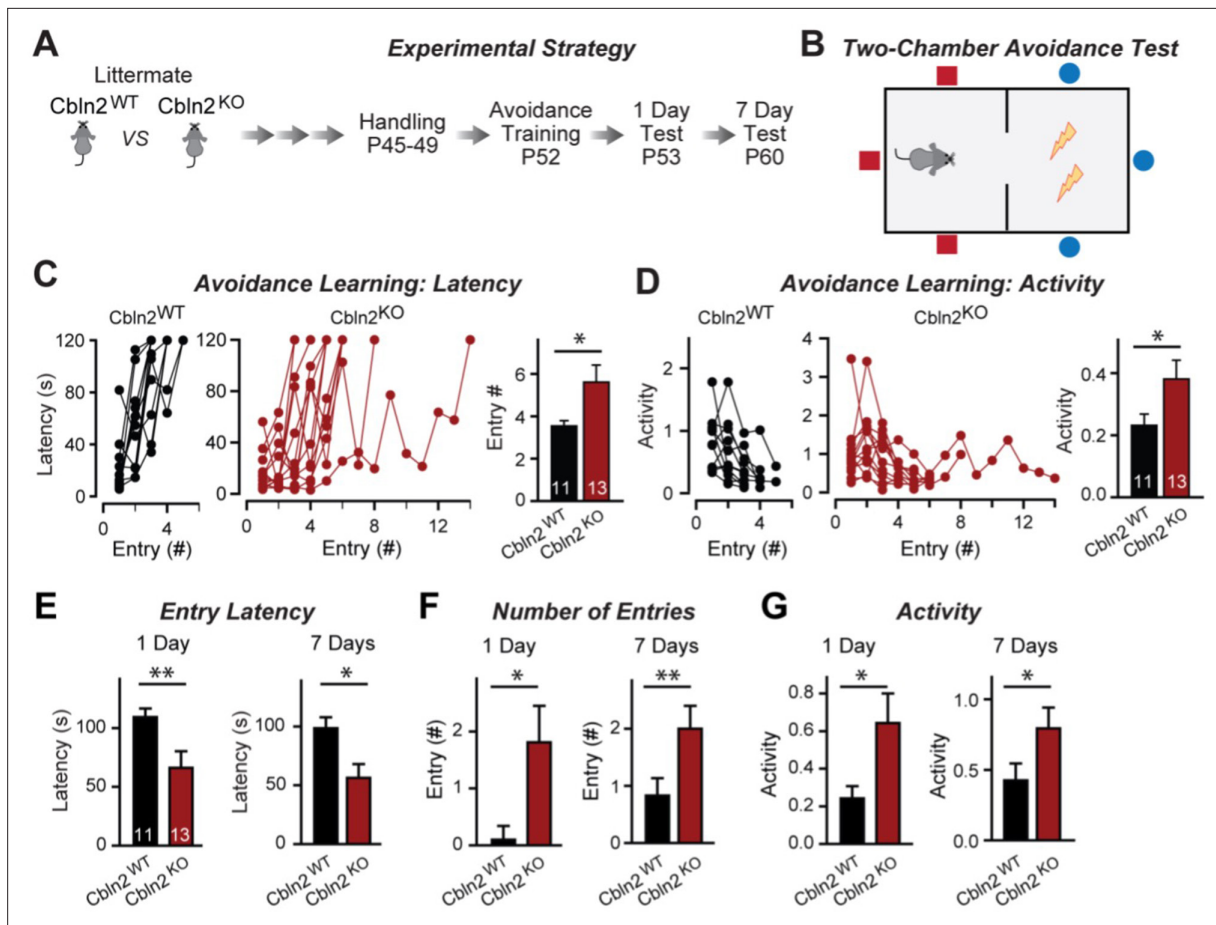 A
Experimental Strategy
Littermate
Cbln2WT VS Cbln2KO
Handling
P45-49
Avoidance
Training
P52
1 Day
Test
P53
7 Day
Test
P60
B
Two-Chamber Avoidance Test
C
Avoidance Learning: Latency
Cbln2WT
Latency (s)
120
80
40
0
0 4
Entry (#)
Cbln2KO
120
80
40
0
0 4 8 12
Entry (#)
*
Entry #
6
4
2
0
11 13
Cbln2WT
Cbln2KO
D
Avoidance Learning: Activity
Cbln2WT
Activity
2
1
0
0 4
Entry (#)
Cbln2KO
4
3
2
1
0
0 4 8 12
Entry (#)
*
Activity
0.4
0.2
0.0
11 13
Cbln2WT
Cbln2KO
E
Entry Latency
1 Day
**
Latency (s)
100
50
0
11 13
Cbln2WT
Cbln2KO
7 Days
*
Latency (s)
100
50
0
Cbln2WT
Cbln2KO
F
Number of Entries
1 Day
*
Entry (#)
2
1
0
Cbln2WT
Cbln2KO
7 Days
**
Entry (#)
2
1
0
Cbln2WT
Cbln2KO
G
Activity
1 Day
*
Activity
0.8
0.6
0.4
0.2
0.0
Cbln2WT
Cbln2KO
7 Days
*
Activity
1.0
0.5
0.0
Cbln2WT
Cbln2KO